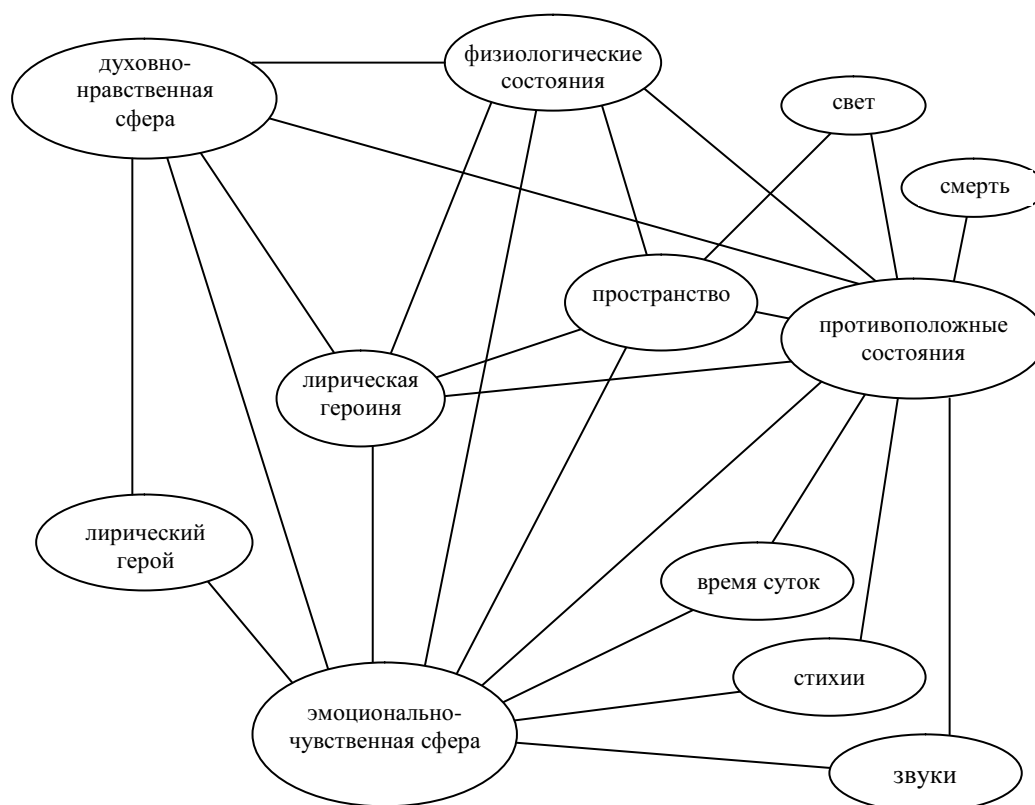 духовно-
нравственная
сфера
физиологические
состояния
свет
смерть
пространство
противоположные
состояния
лирическая
героиня
лирический
герой
время суток
стихии
эмоционально-
чувственная сфера
звуки